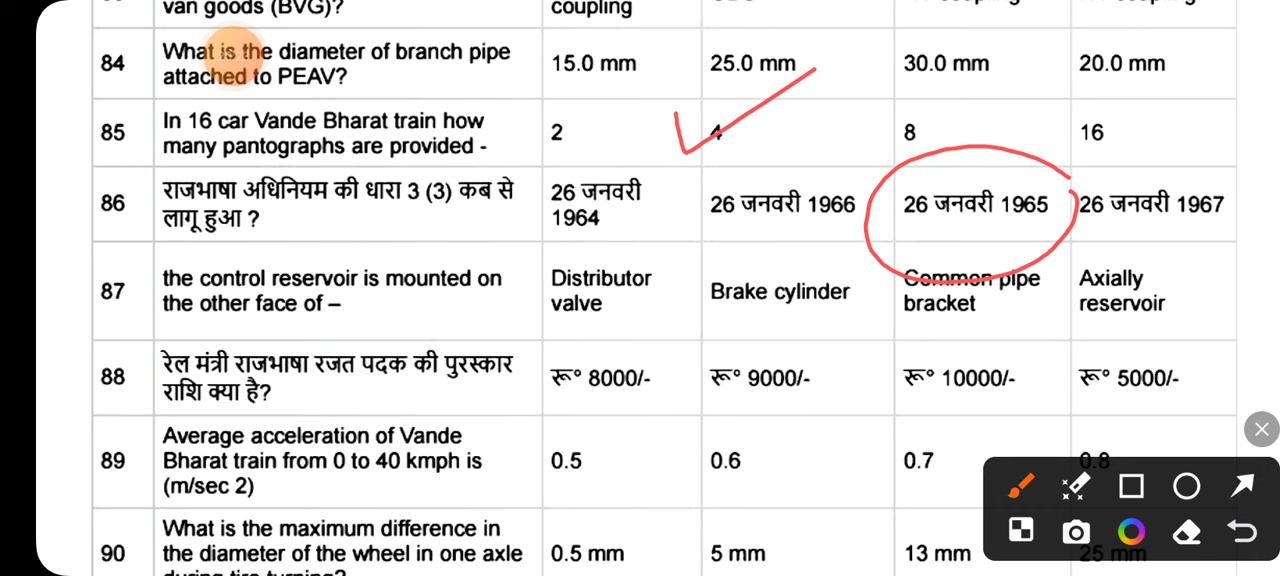 van goods (BVG)?
coupling
84 What is the diameter of branch pipe attached to PEAV? 15.0 mm 25.0 mm 30.0 mm 20.0 mm
85 In 16 car Vande Bharat train how many pantographs are provided - 2 4 8 16
86 राजभाषा अधिनियम की धारा 3 (3) कब से लागू हुआ ? 26 जनवरी 1964 26 जनवरी 1966 26 जनवरी 1965 26 जनवरी 1967
87 the control reservoir is mounted on the other face of – Distributor valve Brake cylinder Common pipe bracket Axially reservoir
88 रेल मंत्री राजभाषा रजत पदक की पुरस्कार राशि क्या है? रू° 8000/- रू° 9000/- रू° 10000/- रू° 5000/-
89 Average acceleration of Vande Bharat train from 0 to 40 kmph is (m/sec 2) 0.5 0.6 0.7 0.8
90 What is the maximum difference in the diameter of the wheel in one axle 0.5 mm 5 mm 13 mm 25 mm